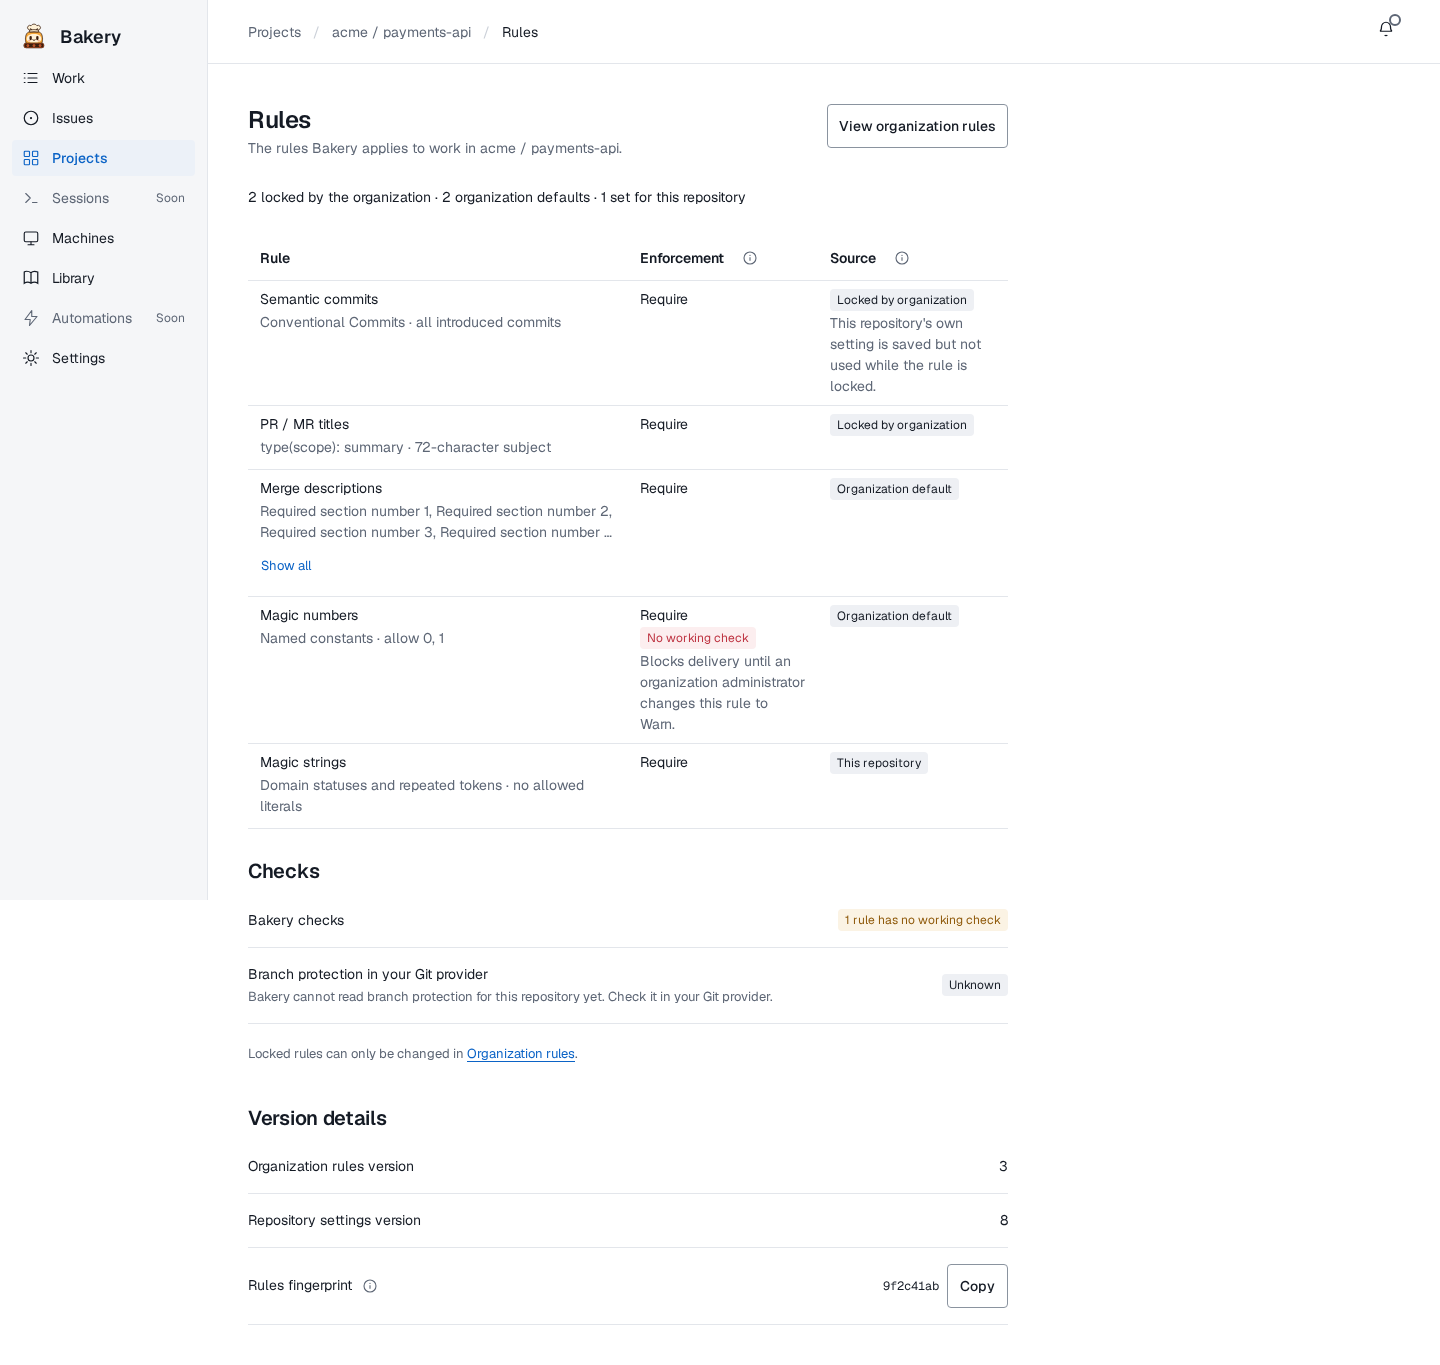 Bakery
Work
Issues
Projects
Sessions Soon
Machines
Library
Automations Soon
Settings
Projects / acme / payments-api / Rules
Rules
View organization rules
The rules Bakery applies to work in acme / payments-api.
2 locked by the organization · 2 organization defaults · 1 set for this repository
Rule Enforcement Source
Semantic commits Require Locked by organization
Conventional Commits · all introduced commits
This repository's own
setting is saved but not
used while the rule is
locked.
PR / MR titles Require Locked by organization
type(scope): summary · 72-character subject
Merge descriptions Require Organization default
Required section number 1, Required section number 2,
Required section number 3, Required section number ...
Show all
Magic numbers Require Organization default
Named constants · allow 0, 1
No working check
Blocks delivery until an
organization administrator
changes this rule to
Warn.
Magic strings Require This repository
Domain statuses and repeated tokens · no allowed
literals
Checks
Bakery checks 1 rule has no working check
Branch protection in your Git provider
Bakery cannot read branch protection for this repository yet. Check it in your Git provider.
Unknown
Locked rules can only be changed in Organization rules.
Version details
Organization rules version 3
Repository settings version 8
Rules fingerprint 9f2c41ab Copy